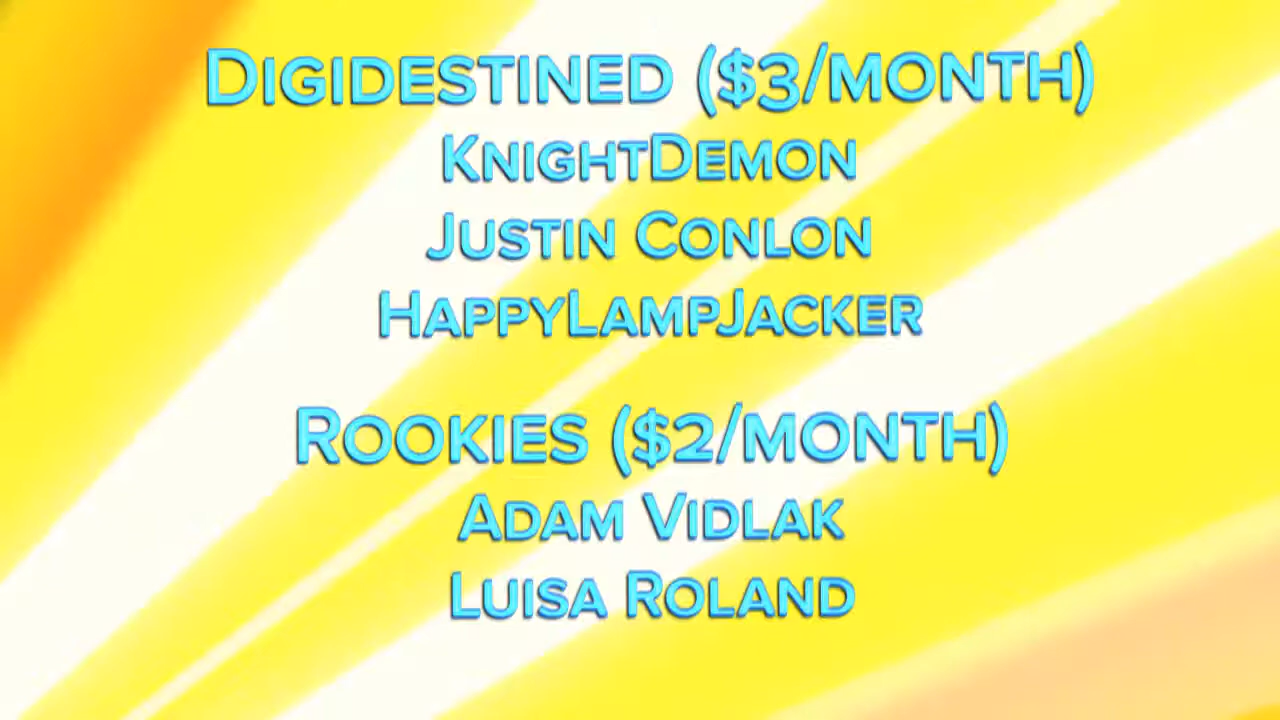 Digidestined ($3/month)
KnightDemon
Justin Conlon
HappyLampJacker
Rookies ($2/month)
Adam Vidlak
Luisa Roland